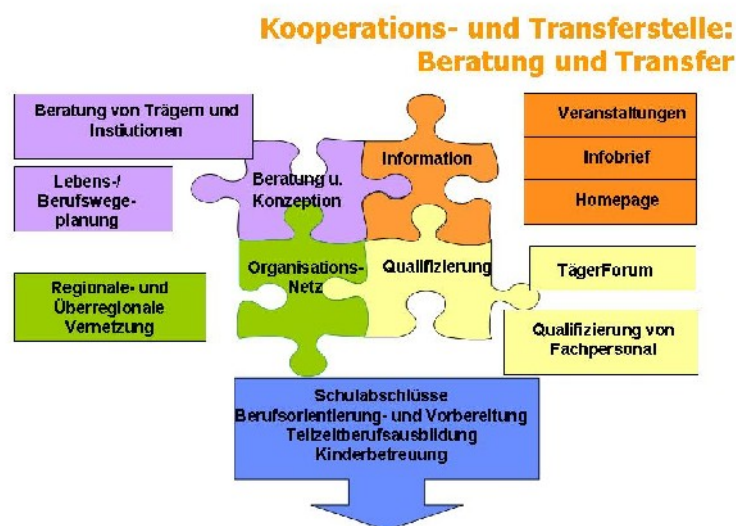 Kooperations- und Transferstelle:
Beratung und Transfer
Beratung von Trägern und
Instiutionen
Lebens-/
Berufswege-
planung
Regionale- und
Überregionale
Vernetzung
Beratung u.
Konzeption
Information
Organisations-
Netz
Qualifizierung
Veranstaltungen
Infobrief
Homepage
TägerForum
Qualifizierung von
Fachpersonal
Schulabschlüsse
Berufsorientierung- und Vorbereitung
Teilzeitberufsausbildung
Kinderbetreuung